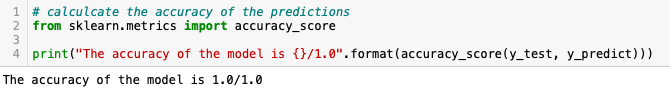 1 # calculcate the accuracy of the predictions
2 from sklearn.metrics import accuracy_score
3
4 print("The accuracy of the model is {}/1.0".format(accuracy_score(y_test, y_predict)))
The accuracy of the model is 1.0/1.0